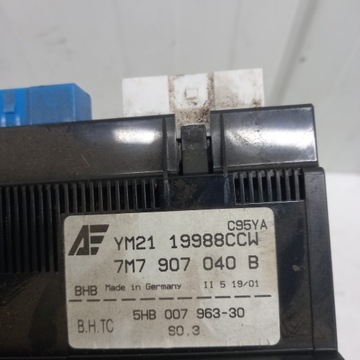 C95YA
AE YM21 19988CCW
7M7 907 040 B
BHB Made in Germany II 5 19/01
B.H.TC 5HB 007 963-30
SO.3